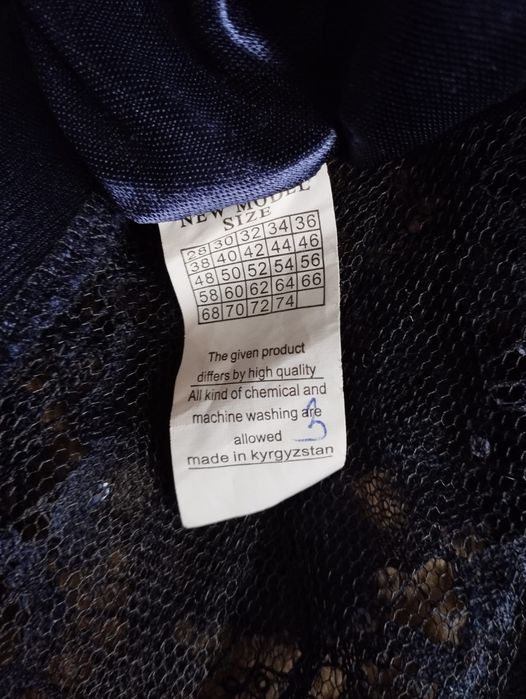 NEW MODEL
SIZE
28 30 32 34 36
38 40 42 44 46
48 50 52 54 56
58 60 62 64 66
68 70 72 74
The given product
differs by high quality
All kind of chemical and
machine washing are
allowed
made in kyrgyzstan